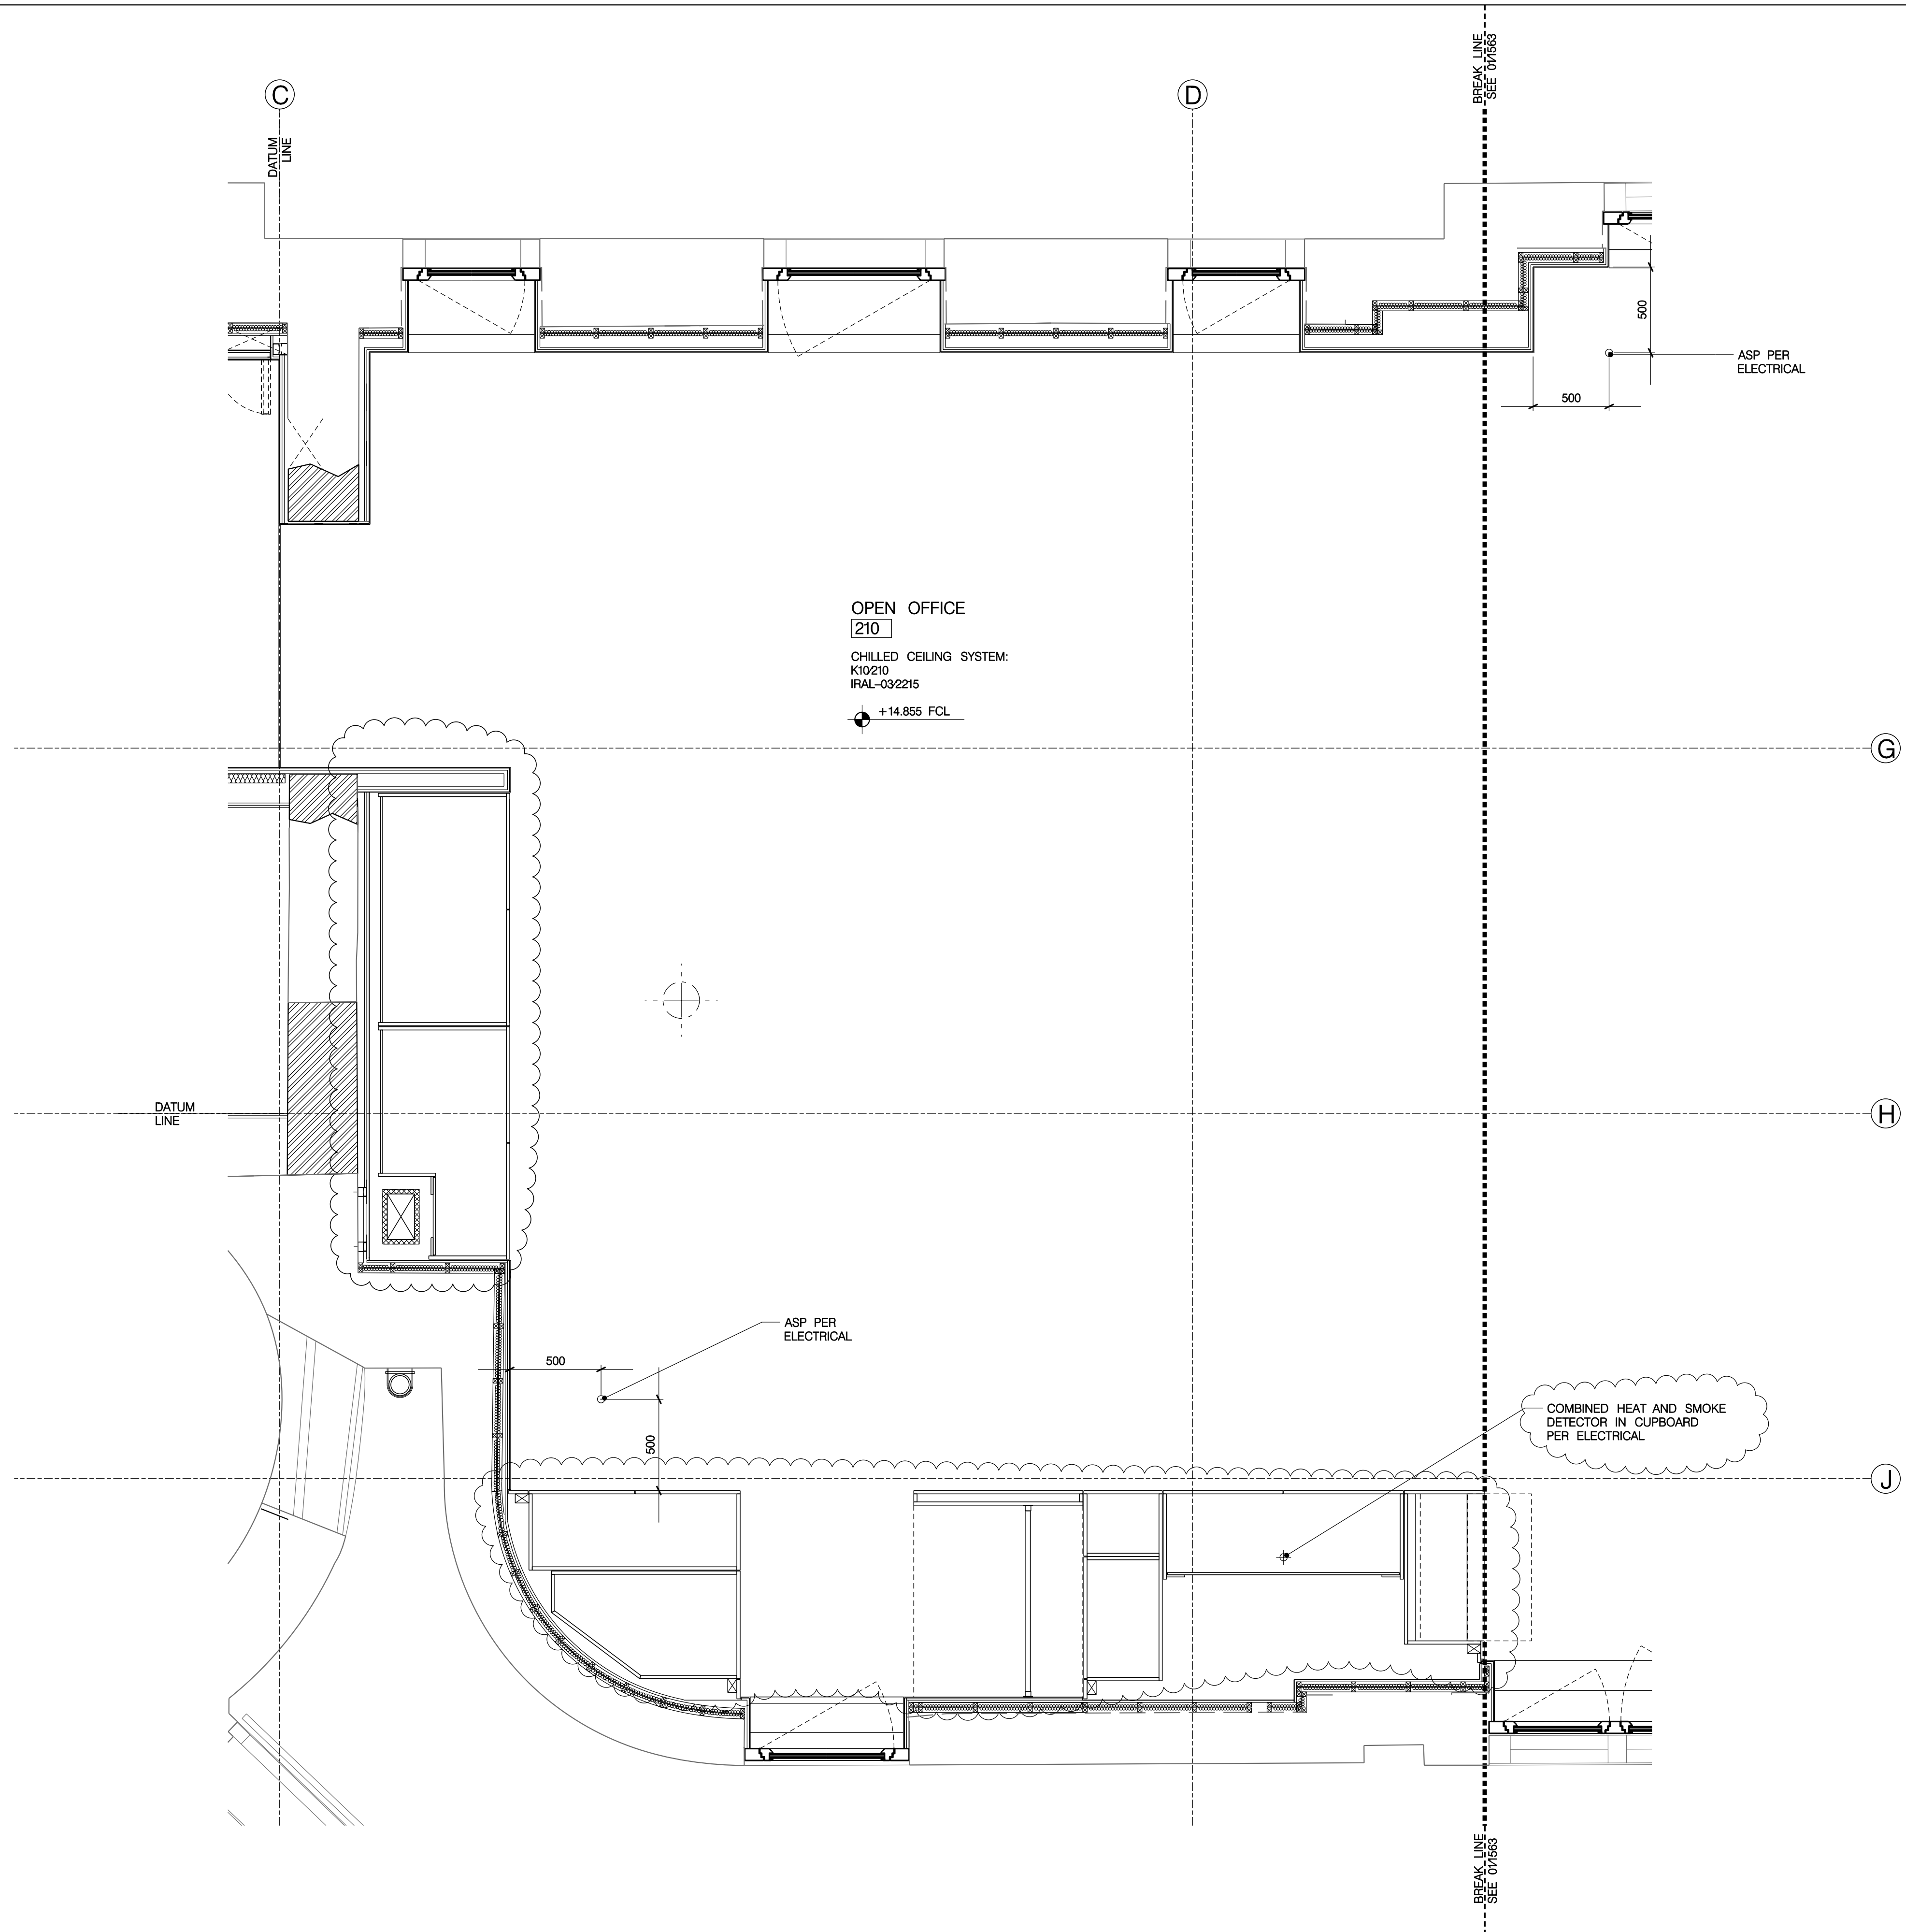 BREAK LINE
SEE 01/1563
C
D
DATUM
LINE
500
ASP PER
ELECTRICAL
500
OPEN OFFICE
210
CHILLED CEILING SYSTEM:
K10/210
IRAL-03/2215
+14.855 FCL
G
DATUM
LINE
H
ASP PER
ELECTRICAL
500
500
COMBINED HEAT AND SMOKE
DETECTOR IN CUPBOARD
PER ELECTRICAL
J
BREAK LINE
SEE 01/1563